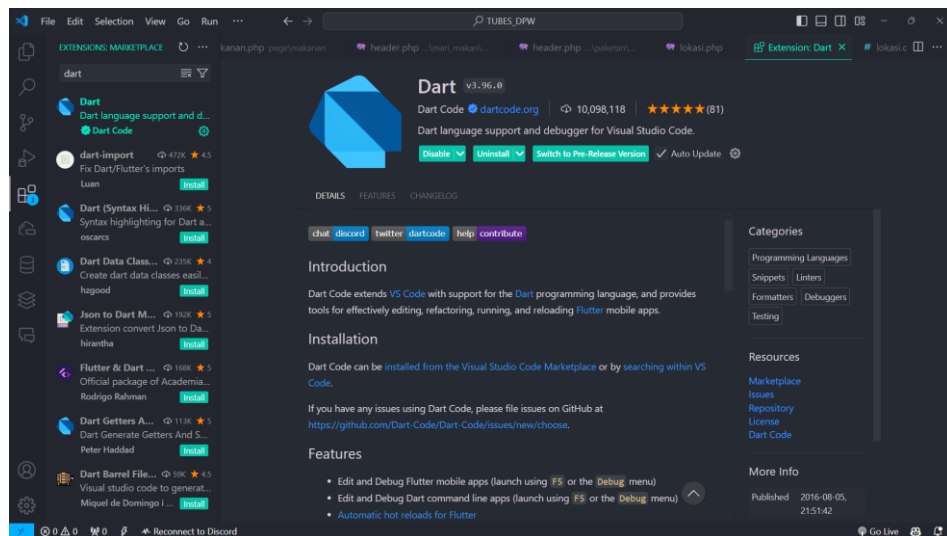 File Edit Selection View Go Run ··· ← → TUBES_DPW
EXTENSIONS: MARKETPLACE ···
dart
Dart
Dart language support and d...
Dart Code
dart-import 472K ★ 4.5
Fix Dart/Flutter's imports
Luan Install
Dart (Syntax Hi... 336K ★ 5
Syntax highlighting for Dart a...
oscarcs Install
Dart Data Class... 235K ★ 4
Create dart data classes easil...
hzgood Install
Json to Dart M... 192K ★ 5
Extension convert Json to Da...
hirantha Install
Flutter & Dart ... 168K ★ 5
Official package of Academia...
Rodrigo Rahman Install
Dart Getters A... 113K ★ 5
Dart Generate Getters And S...
Peter Haddad Install
Dart Barrel File... 59K ★ 4.5
Visual studio code to generat...
Miquel de Domingo i ... Install
kanan.php page\makanan header.php ...\mari_makan\... header.php ...\paketari\... lokasi.php Extension: Dart × # lokasi.c ···
Dart v3.96.0
Dart Code dartcode.org 10,098,118 ★★★★★(81)
Dart language support and debugger for Visual Studio Code.
Disable Uninstall Switch to Pre-Release Version Auto Update
DETAILS FEATURES CHANGELOG
chat discord twitter dartcode help contribute
Introduction
Dart Code extends VS Code with support for the Dart programming language, and provides
tools for effectively editing, refactoring, running, and reloading Flutter mobile apps.
Installation
Dart Code can be installed from the Visual Studio Code Marketplace or by searching within VS
Code.
If you have any issues using Dart Code, please file issues on GitHub at
https://github.com/Dart-Code/Dart-Code/issues/new/choose.
Features
• Edit and Debug Flutter mobile apps (launch using F5 or the Debug menu)
• Edit and Debug Dart command line apps (launch using F5 or the Debug menu)
• Automatic hot reloads for Flutter
Categories
Programming Languages
Snippets Linters
Formatters Debuggers
Testing
Resources
Marketplace
Issues
Repository
License
Dart Code
More Info
Published 2016-08-05,
21:51:42
0 0 0 Reconnect to Discord Go Live